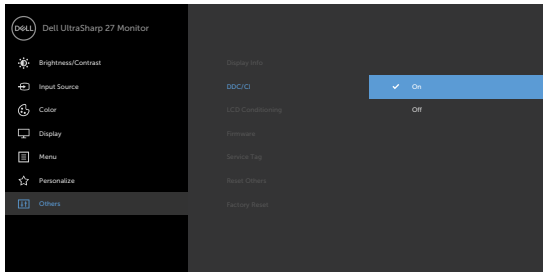 DELL
Dell UltraSharp 27 Monitor
Brightness/Contrast
Input Source
Color
Display
Menu
Personalize
Others
Display Info
DDC/CI
LCD Conditioning
Firmware
Service Tag
Reset Others
Factory Reset
On
Off